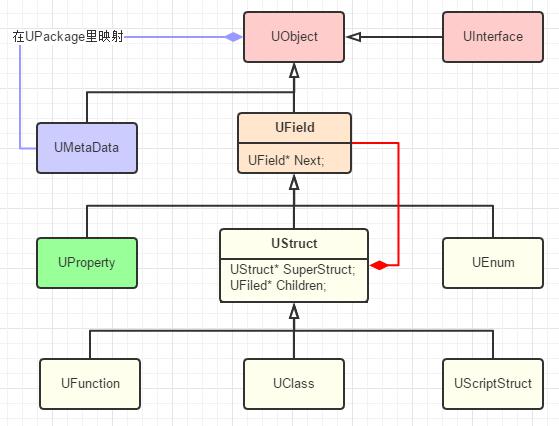 在UPackage里映射
UObject
UInterface
UMetaData
UField
UField* Next;
UProperty
UStruct
UStruct* SuperStruct;
UFiled* Children;
UEnum
UFunction
UClass
UScriptStruct